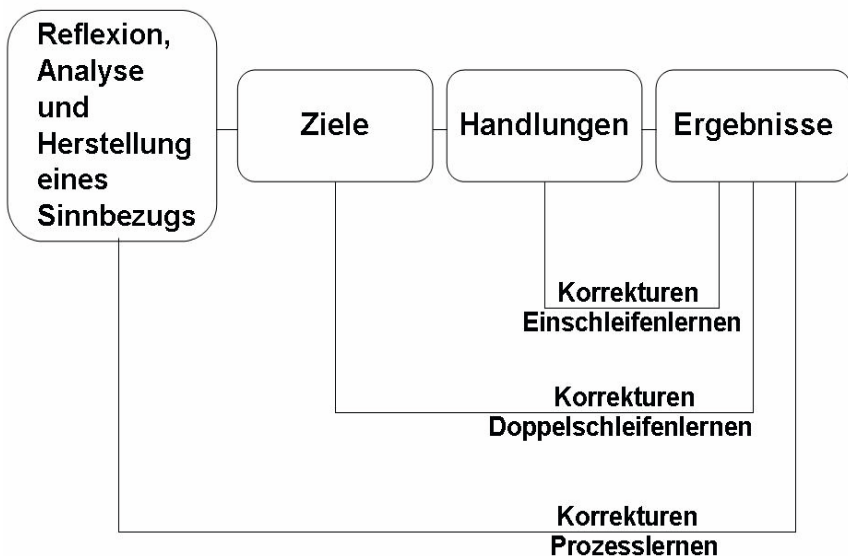 Reflexion,
Analyse
und
Herstellung
eines
Sinnbezugs
Ziele
Handlungen
Ergebnisse
Korrekturen
Einschleifenlernen
Korrekturen
Doppelschleifenlernen
Korrekturen
Prozesslernen